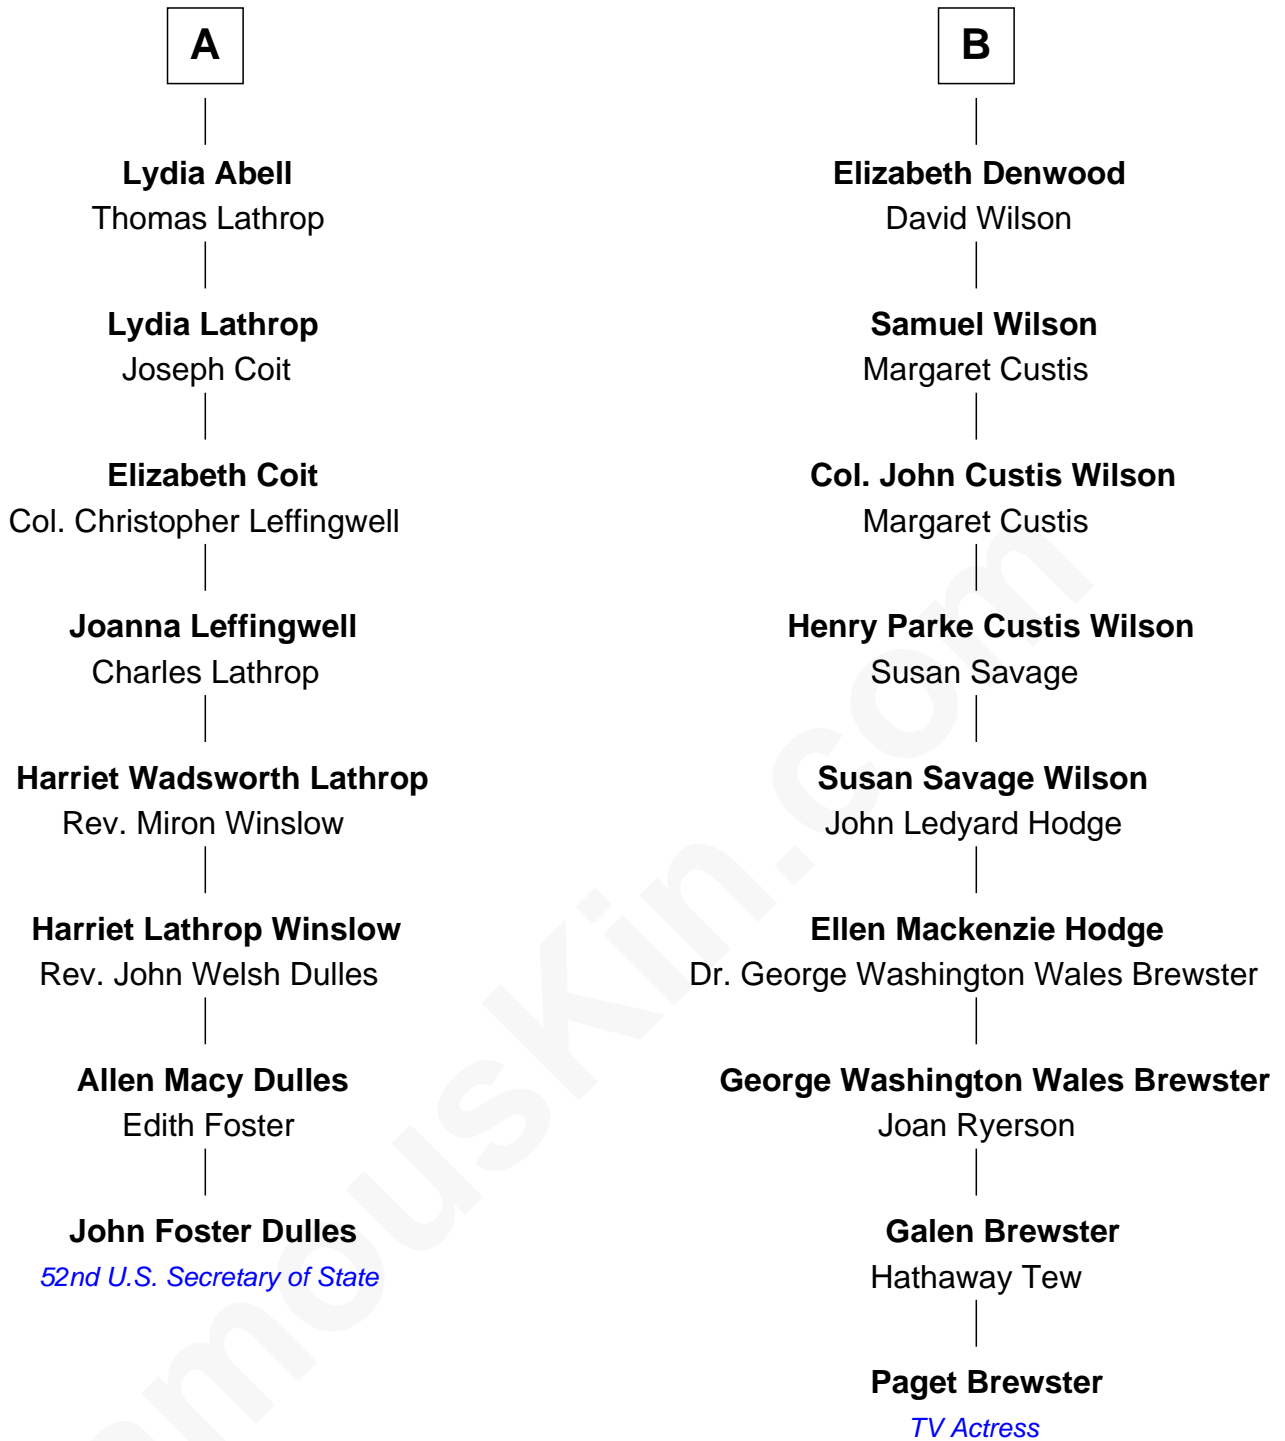 A
Lydia Abell
Thomas Lathrop
Lydia Lathrop
Joseph Coit
Elizabeth Coit
Col. Christopher Leffingwell
Joanna Leffingwell
Charles Lathrop
Harriet Wadsworth Lathrop
Rev. Miron Winslow
Harriet Lathrop Winslow
Rev. John Welsh Dulles
Allen Macy Dulles
Edith Foster
John Foster Dulles
52nd U.S. Secretary of State
B
Elizabeth Denwood
David Wilson
Samuel Wilson
Margaret Custis
Col. John Custis Wilson
Margaret Custis
Henry Parke Custis Wilson
Susan Savage
Susan Savage Wilson
John Ledyard Hodge
Ellen Mackenzie Hodge
Dr. George Washington Wales Brewster
George Washington Wales Brewster
Joan Ryerson
Galen Brewster
Hathaway Tew
Paget Brewster
TV Actress
amousKin.com